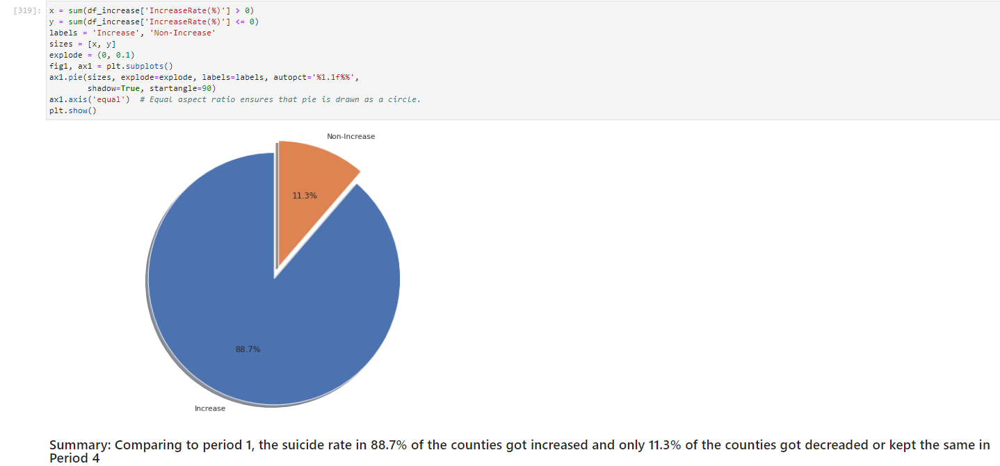 [319]: x = sum(df_increase['IncreaseRate(%)'] > 0)
y = sum(df_increase['IncreaseRate(%)'] <= 0)
labels = 'Increase', 'Non-Increase'
sizes = [x, y]
explode = (0, 0.1)
fig1, ax1 = plt.subplots()
ax1.pie(sizes, explode=explode, labels=labels, autopct='%1.1f%%',
        shadow=True, startangle=90)
ax1.axis('equal')  # Equal aspect ratio ensures that pie is drawn as a circle.
plt.show()
Non-Increase
11.3%
88.7%
Increase
Summary: Comparing to period 1, the suicide rate in 88.7% of the counties got increased and only 11.3% of the counties got decreaded or kept the same in
Period 4